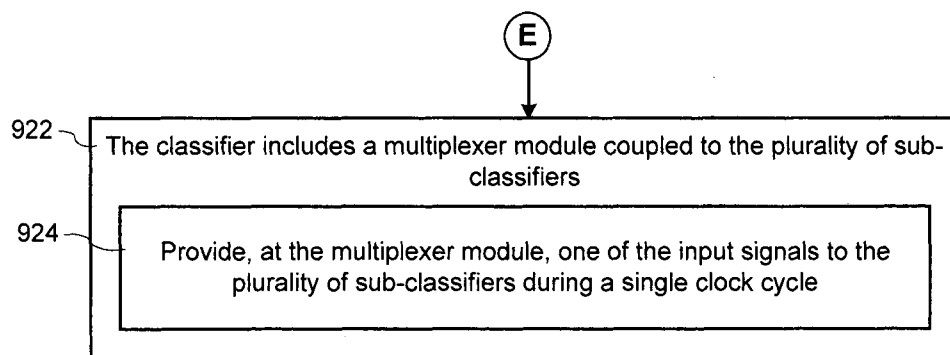 E
922
The classifier includes a multiplexer module coupled to the plurality of sub-
classifiers
924
Provide, at the multiplexer module, one of the input signals to the
plurality of sub-classifiers during a single clock cycle